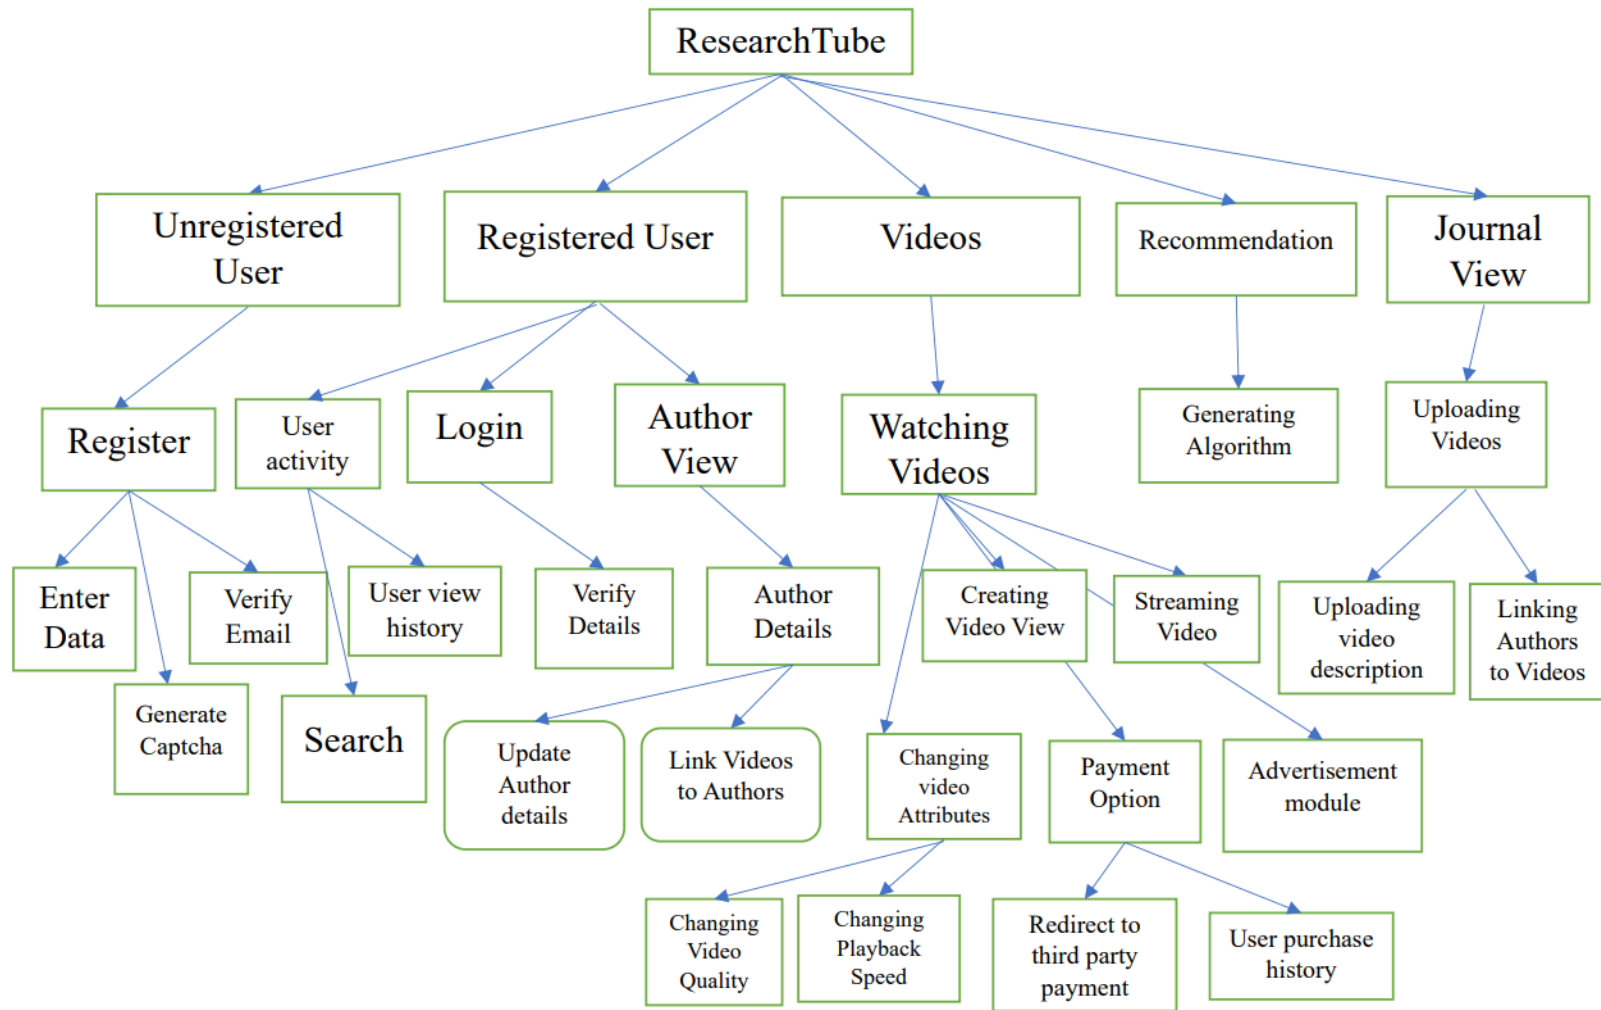 ResearchTube
Unregistered
User
Registered User
Videos
Recommendation
Journal
View
Register
User
activity
Login
Author
View
Watching
Videos
Generating
Algorithm
Uploading
Videos
Enter
Data
Verify
Email
User view
history
Verify
Details
Author
Details
Creating
Video View
Streaming
Video
Uploading
video
description
Linking
Authors
to Videos
Generate
Captcha
Search
Update
Author
details
Link Videos
to Authors
Changing
video
Attributes
Payment
Option
Advertisement
module
Changing
Video
Quality
Changing
Playback
Speed
Redirect to
third party
payment
User purchase
history